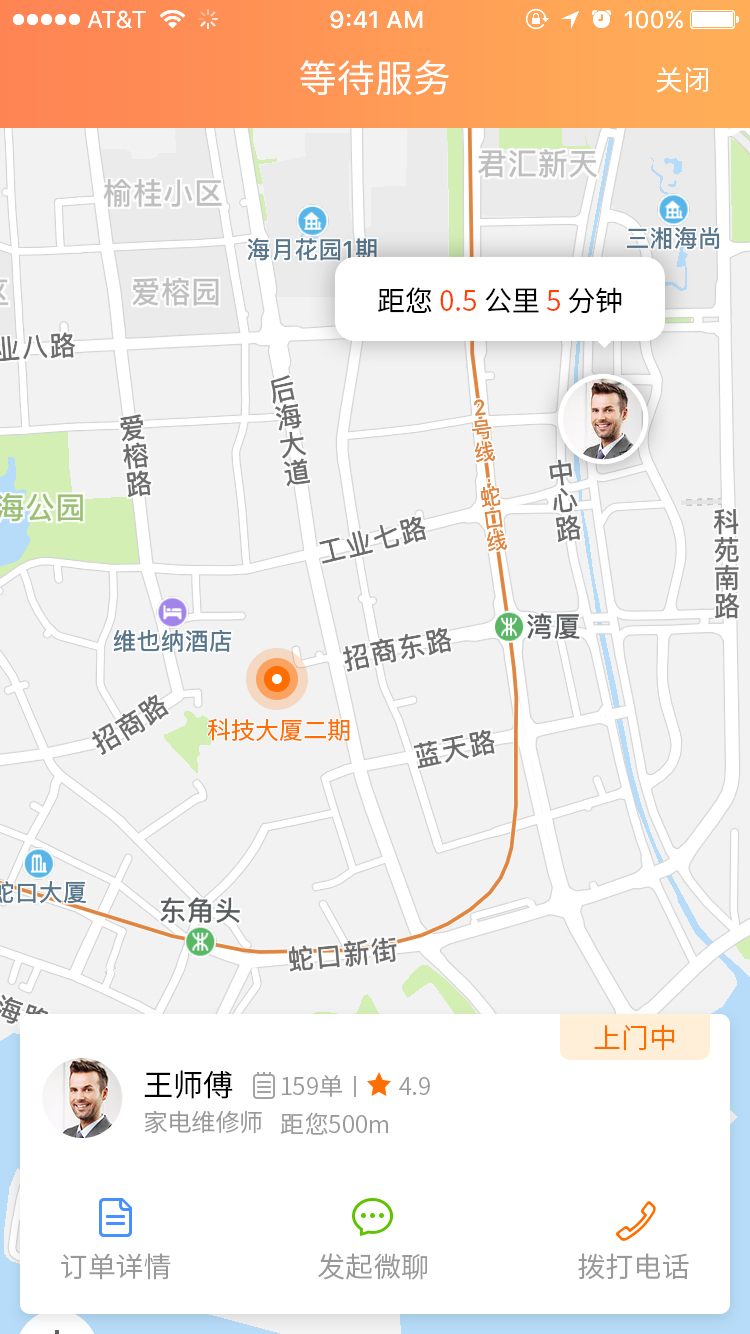 AT&T 9:41 AM 100%
等待服务
关闭
君汇新天
榆桂小区
海月花园1期
三湘海尚
爱榕园
区
距您 0.5 公里 5 分钟
业八路
后海大道
爱榕路
2号线·蛇口线
中心路
海公园
科苑南路
工业七路
维也纳酒店
招商东路
湾厦
招商路
科技大厦二期
蓝天路
蛇口大厦
东角头
蛇口新街
海路
上门中
王师傅 159单 4.9
家电维修师 距您500m
订单详情 发起微聊 拨打电话